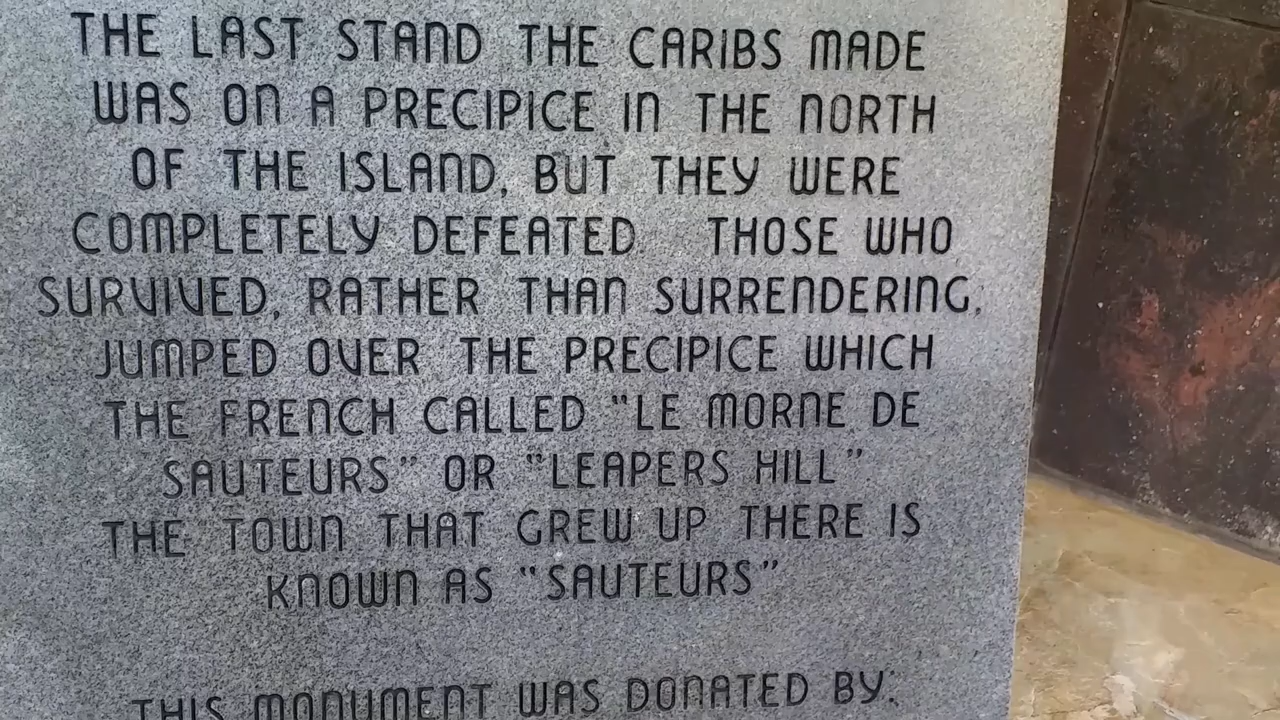 THE LAST STAND THE CARIBS MADE
WAS ON A PRECIPICE IN THE NORTH
OF THE ISLAND, BUT THEY WERE
COMPLETELY DEFEATED. THOSE WHO
SURVIVED, RATHER THAN SURRENDERING,
JUMPED OVER THE PRECIPICE WHICH
THE FRENCH CALLED "LE MORNE DE
SAUTEURS" OR "LEAPERS HILL"
THE TOWN THAT GREW UP THERE IS
KNOWN AS "SAUTEURS"
THIS MONUMENT WAS DONATED BY: